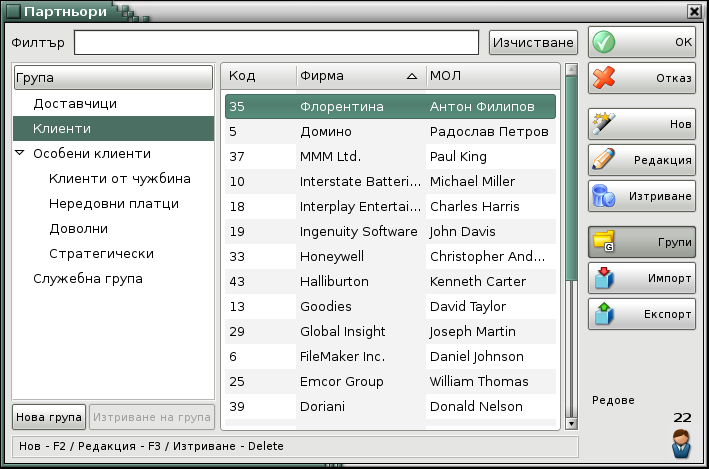 Партньори
Филтър
Изчистване
Група
Доставчици
Клиенти
Особени клиенти
Клиенти от чужбина
Нередовни платци
Доволни
Стратегически
Служебна група
Нова група
Изтриване на група
Код Фирма МОЛ
35 Флорентина Антон Филипов
5 Домино Радослав Петров
37 MMM Ltd. Paul King
10 Interstate Batteri... Michael Miller
18 Interplay Entertai... Charles Harris
19 Ingenuity Software John Davis
33 Honeywell Christopher And...
43 Halliburton Kenneth Carter
13 Goodies David Taylor
29 Global Insight Joseph Martin
6 FileMaker Inc. Daniel Johnson
25 Emcor Group William Thomas
39 Doriani Donald Nelson
OK
Отказ
Нов
Редакция
Изтриване
G
Групи
Импорт
Експорт
Редове
22
Нов - F2 / Редакция - F3 / Изтриване - Delete